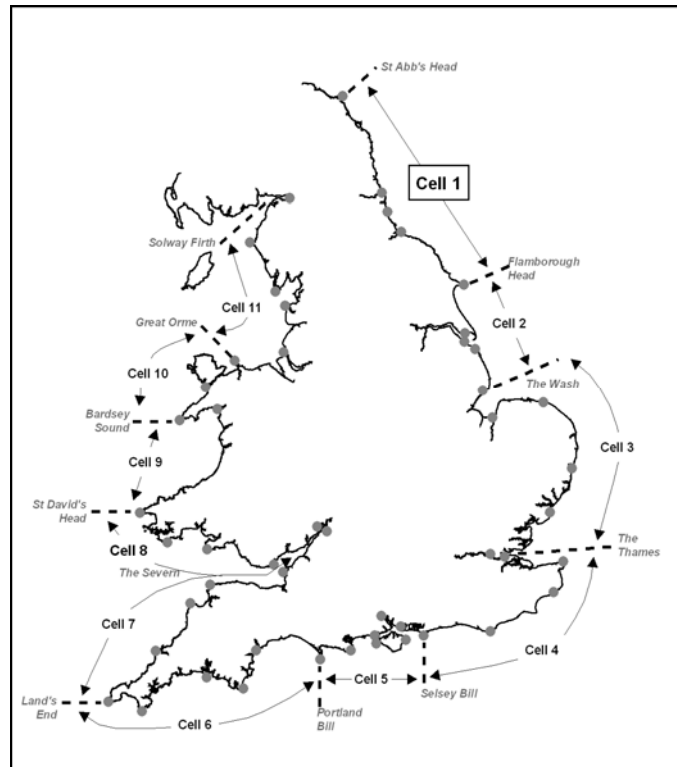 St Abb's Head
Cell 1
Solway Firth
Flamborough
Head
Cell 11
Great Orme
Cell 2
Cell 10
The Wash
Bardsey
Sound
Cell 3
Cell 9
St David's
Head
The
Thames
Cell 8
The Severn
Cell 7
Cell 4
Cell 5
Selsey Bill
Land's
End
Cell 6
Portland
Bill